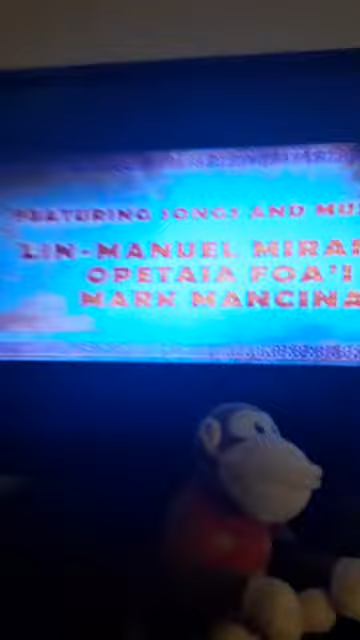 FEATURING SONGS AND MU
LIN-MANUEL MIRA
OPETAIA FOA'I
MARK MANCINA